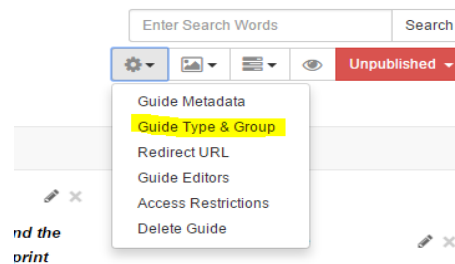 Enter Search Words
Search
Unpublished
Guide Metadata
Guide Type & Group
Redirect URL
Guide Editors
Access Restrictions
Delete Guide
nd the
print